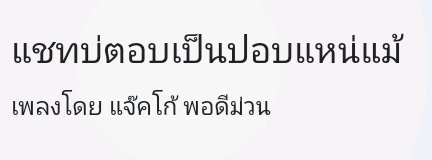 แชทบ่ตอบเป็นปอบแหน่แม้
เพลงโดย แจ๊คโก้ พอดีม่วน